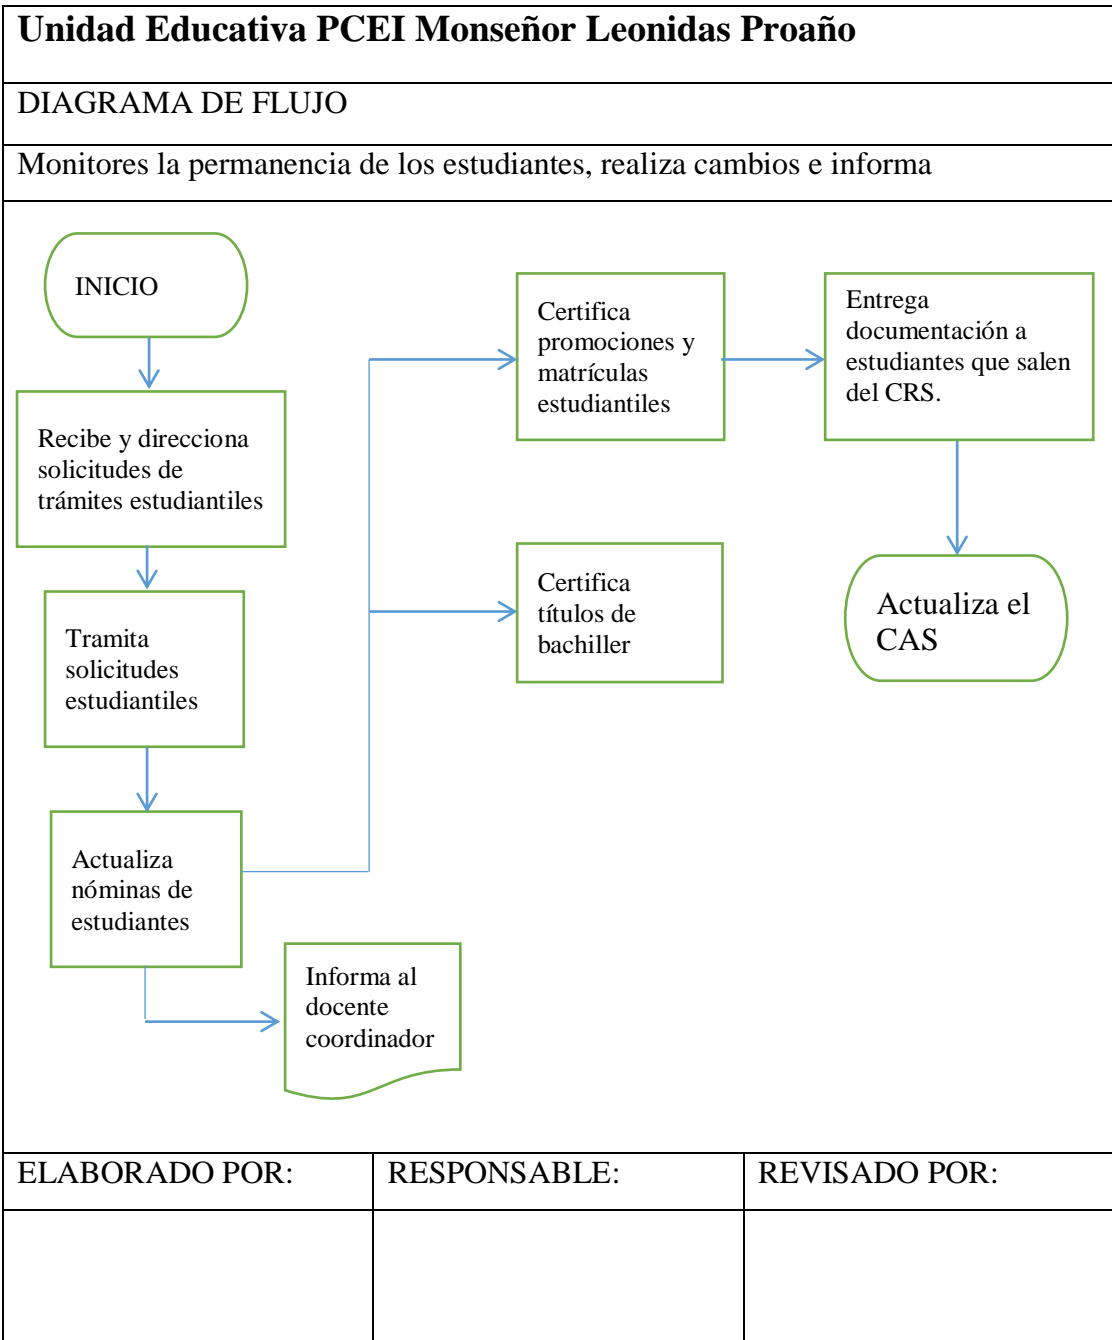 Unidad Educativa PCEI Monseñor Leonidas Proaño
DIAGRAMA DE FLUJO
Monitores la permanencia de los estudiantes, realiza cambios e informa
INICIO
Recibe y direcciona
solicitudes de
trámites estudiantiles
Tramita
solicitudes
estudiantiles
Actualiza
nóminas de
estudiantes
Informa al
docente
coordinador
Certifica
promociones y
matrículas
estudiantiles
Certifica
títulos de
bachiller
Entrega
documentación a
estudiantes que salen
del CRS.
Actualiza el
CAS
ELABORADO POR:
RESPONSABLE:
REVISADO POR: